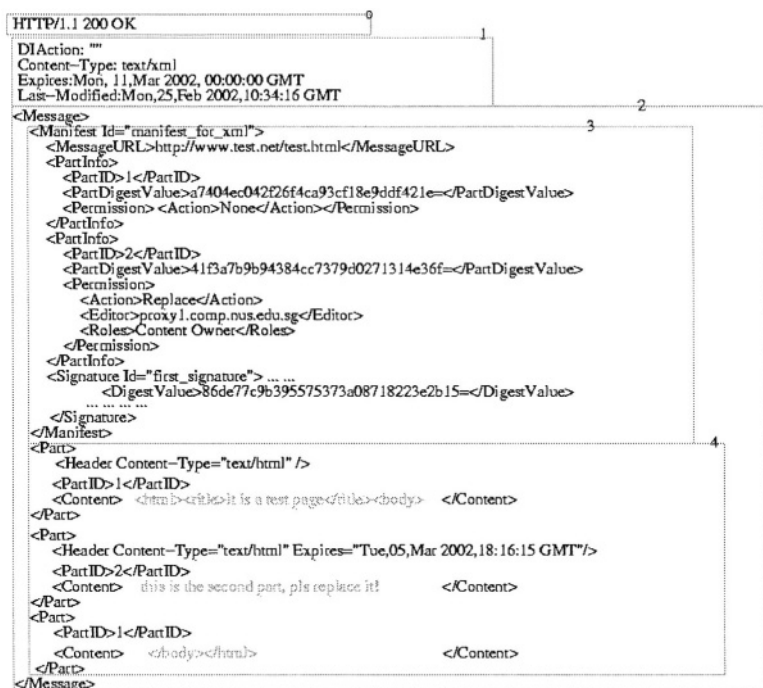 0
HTTP/1.1 200 OK
1
DIAction: ""
Content-Type: text/xml
Expires:Mon, 11,Mar 2002, 00:00:00 GMT
Last-Modified:Mon,25,Feb 2002,10:34:16 GMT
2
<Message>
3
<Manifest Id="manifest_for_xml">
<MessageURL>http://www.test.net/test.html</MessageURL>
<PartInfo>
<PartID>1</PartID>
<PartDigestValue>a7404ec042f26f4ca93cf18e9ddf421e=</PartDigestValue>
<Permission> <Action>None</Action></Permission>
</PartInfo>
<PartInfo>
<PartID>2</PartID>
<PartDigestValue>41f3a7b9b94384cc7379d0271314e36f=</PartDigestValue>
<Permission>
<Action>Replace</Action>
<Editor>proxy1.comp.nus.edu.sg</Editor>
<Roles>Content Owner</Roles>
</Permission>
</PartInfo>
<Signature Id="first_signature"> ... ...
<DigestValue>86de77c9b395575373a08718223e2b15=</DigestValue>
... ... ... ...
</Signature>
</Manifest>
4
<Part>
<Header Content-Type="text/html" />
<PartID>1</PartID>
<Content> <html><title>it is a test page</title><body> </Content>
</Part>
<Part>
<Header Content-Type="text/html" Expires="Tue,05,Mar 2002,18:16:15 GMT"/>
<PartID>2</PartID>
<Content> this is the second part, pls replace it! </Content>
</Part>
<Part>
<PartID>1</PartID>
<Content> </body></html> </Content>
</Part>
</Message>